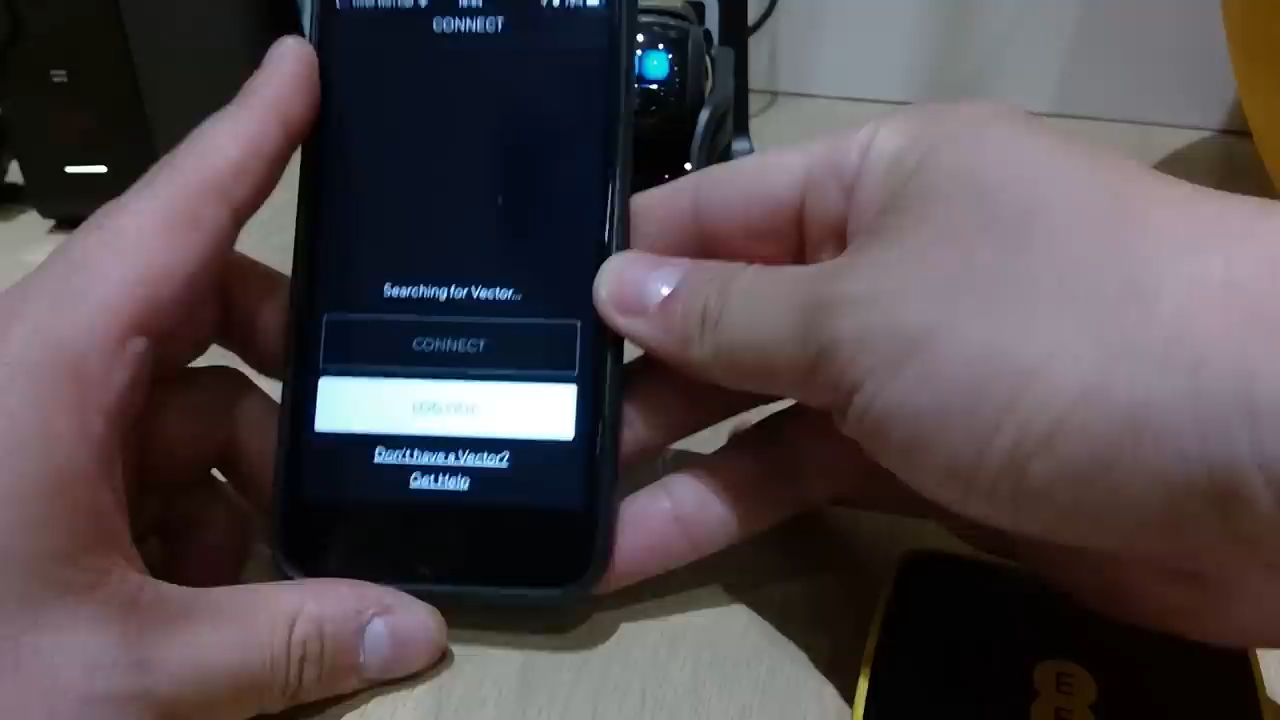 CONNECT
Searching for Vector...
CONNECT
Don't have a Vector?
Get Help